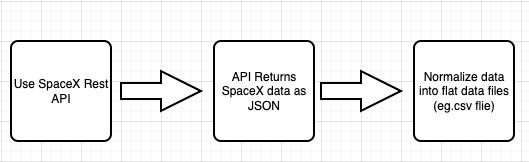 Use SpaceX Rest
API
API Returns
SpaceX data as
JSON
Normalize data
into flat data files
(eg.csv flie)